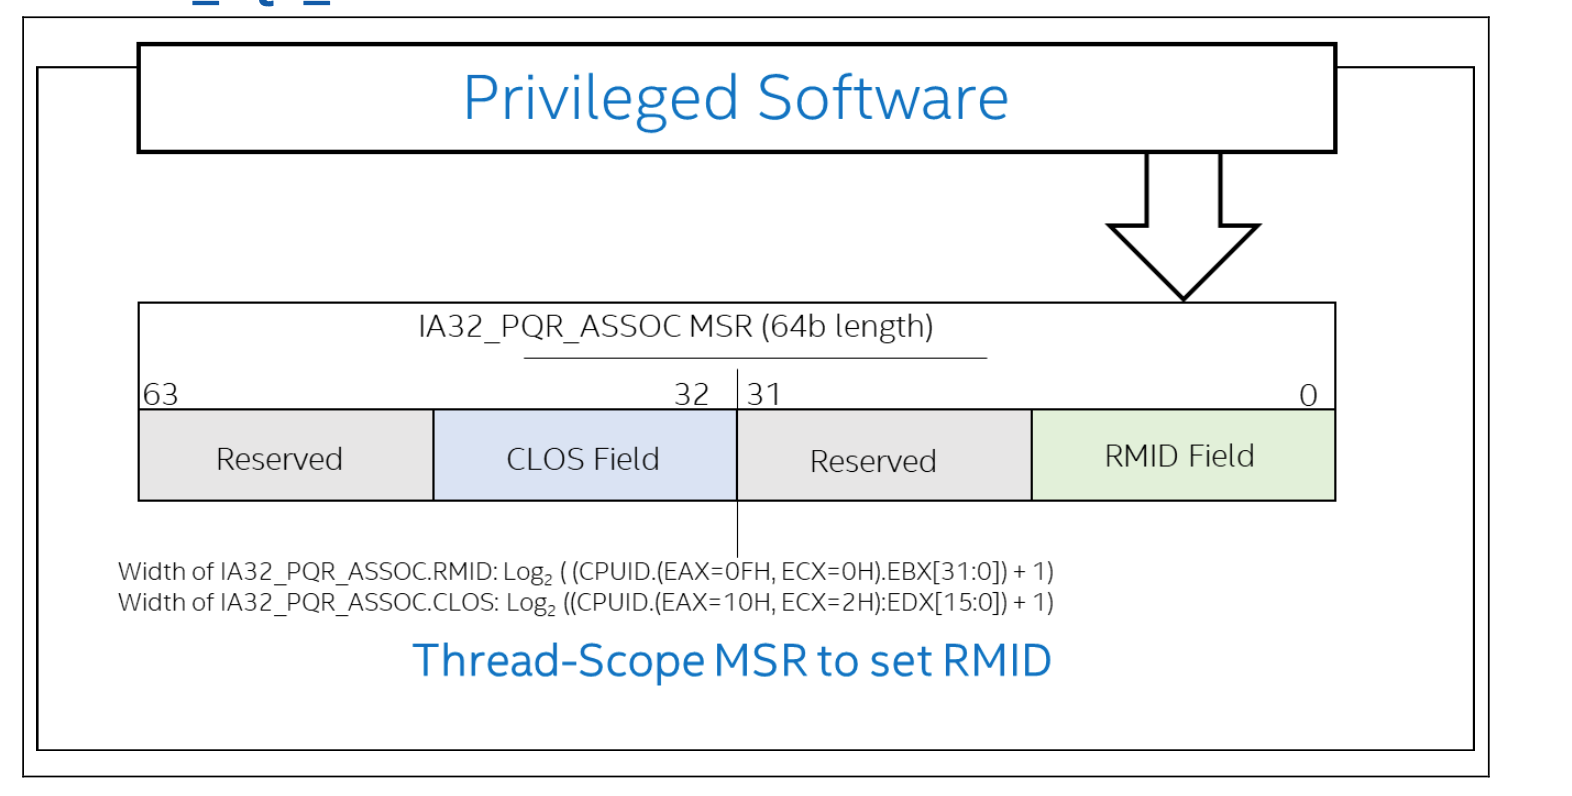 Privileged Software
IA32_PQR_ASSOC MSR (64b length)
63 32 31 0
Reserved CLOS Field Reserved RMID Field
Width of IA32_PQR_ASSOC.RMID: Log2 ( (CPUID.(EAX=0FH, ECX=0H).EBX[31:0]) + 1)
Width of IA32_PQR_ASSOC.CLOS: Log2 ((CPUID.(EAX=10H, ECX=2H):EDX[15:0]) + 1)
Thread-Scope MSR to set RMID